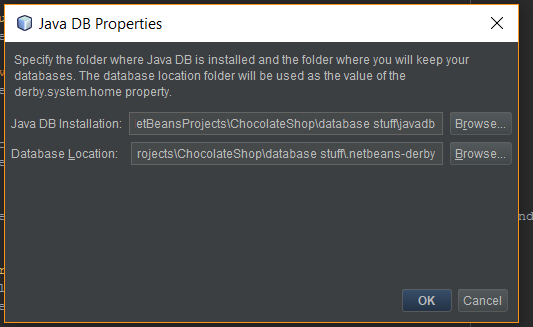 Java DB Properties
Specify the folder where Java DB is installed and the folder where you will keep your
databases. The database location folder will be used as the value of the
derby.system.home property.
Java DB Installation: etBeansProjects\ChocolateShop\database stuff\javadb Browse...
Database Location: rojects\ChocolateShop\database stuff\.netbeans-derby Browse...
OK Cancel